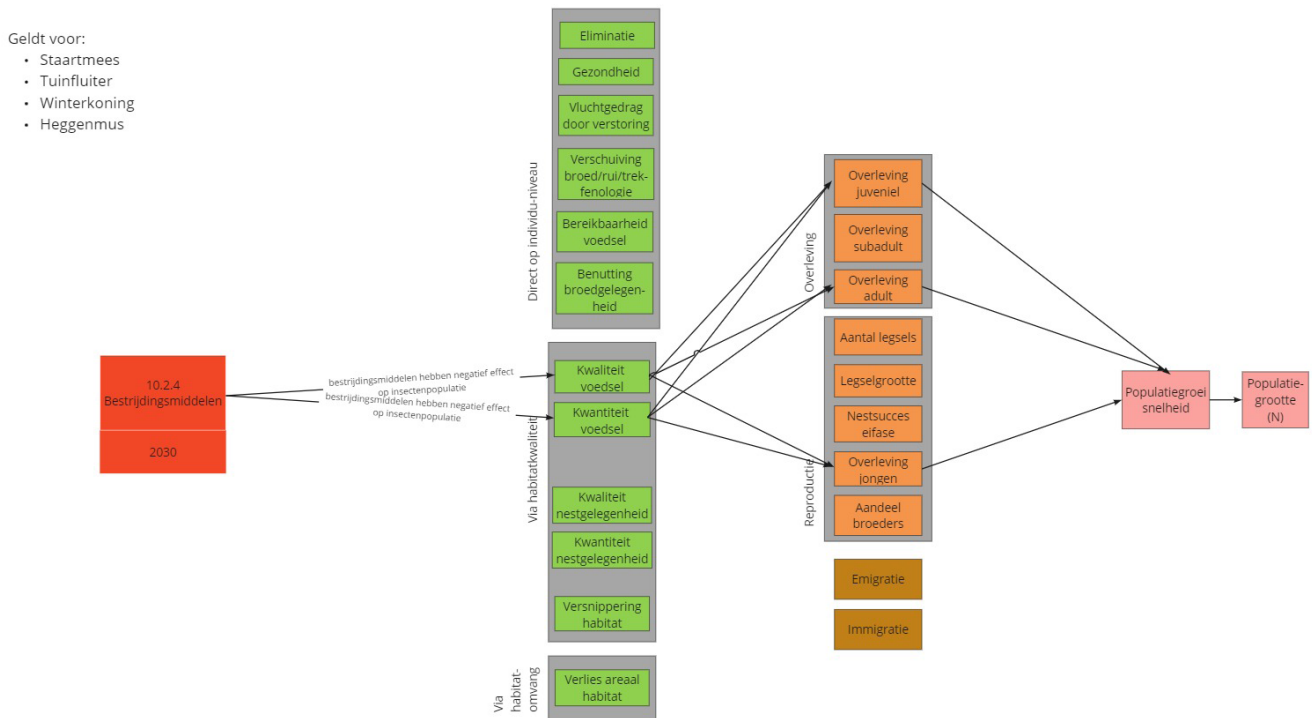 Geldt voor:
• Staartmees
• Tuinfluiter
• Winterkoning
• Heggenmus
10.2.4
Bestrijdingsmiddelen
2030
bestrijdingsmiddelen hebben negatief effect
op insectenpopulatie
bestrijdingsmiddelen hebben negatief effect
op insectenpopulatie
Direct op individu-niveau
Eliminatie
Gezondheid
Vluchtgedrag
door verstoring
Verschuiving
broed/rui/trek-
fenologie
Bereikbaarheid
voedsel
Benutting
broedgelegen-
heid
Via habitatkwaliteit
Kwaliteit
voedsel
Kwantiteit
voedsel
Kwaliteit
nestgelegenheid
Kwantiteit
nestgelegenheid
Versnippering
habitat
Via
habitat-
omvang
Verlies areaal
habitat
Overleving
Overleving
juveniel
Overleving
subadult
Overleving
adult
Reproductie
Aantal legsels
Legselgrootte
Nestsucces
eifase
Overleving
jongen
Aandeel
broeders
Emigratie
Immigratie
Populatiegroei
snelheid
Populatie-
grootte
(N)